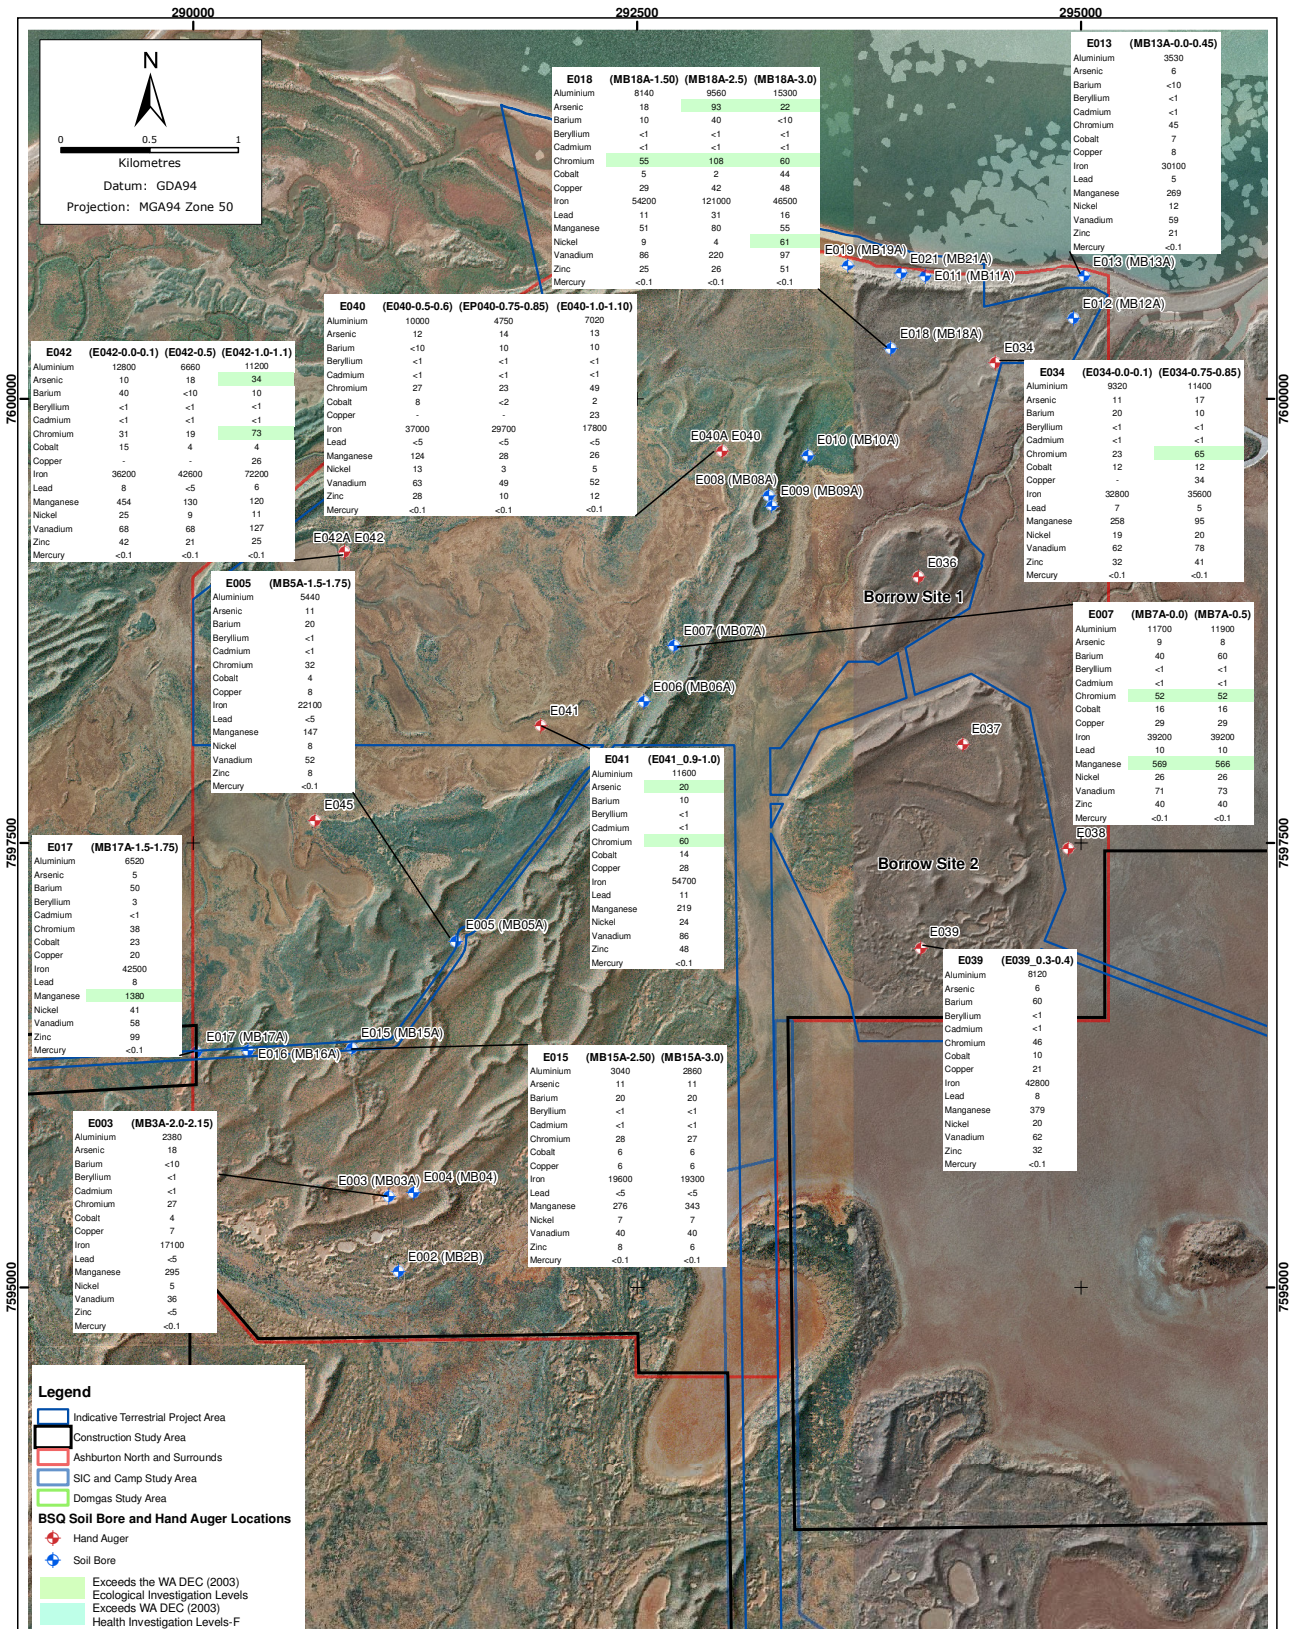 290000 292500 295000
N
0 0.5 1
Kilometres
Datum: GDA94
Projection: MGA94 Zone 50
E018 (MB18A-1.50) (MB18A-2.5) (MB18A-3.0)
Aluminium 8140 9560 15300
Arsenic 18 93 22
Barium 10 40 <10
Beryllium <1 <1 <1
Cadmium <1 <1 <1
Chromium 55 108 60
Cobalt 5 2 44
Copper 29 42 48
Iron 54200 121000 46500
Lead 11 31 16
Manganese 51 80 55
Nickel 9 4 61
Vanadium 86 220 97
Zinc 25 26 51
Mercury <0.1 <0.1 <0.1
E013 (MB13A-0.0-0.45)
Aluminium 3530
Arsenic 6
Barium <10
Beryllium <1
Cadmium <1
Chromium 45
Cobalt 7
Copper 8
Iron 30100
Lead 5
Manganese 269
Nickel 12
Vanadium 59
Zinc 21
Mercury <0.1
E019 (MB19A)
E021 (MB21A)
E011 (MB11A)
E013 (MB13A)
E012 (MB12A)
E018 (MB18A)
E034
E040 (E040-0.5-0.6) (EP040-0.75-0.85) (E040-1.0-1.10)
Aluminium 10000 4750 7020
Arsenic 12 14 13
Barium <10 10 10
Beryllium <1 <1 <1
Cadmium <1 <1 <1
Chromium 27 23 49
Cobalt 8 <2 2
Copper - - 23
Iron 37000 29700 17800
Lead <5 <5 <5
Manganese 124 28 26
Nickel 13 3 5
Vanadium 63 49 52
Zinc 28 10 12
Mercury <0.1 <0.1 <0.1
E042 (E042-0.0-0.1) (E042-0.5) (E042-1.0-1.1)
Aluminium 12800 6660 11200
Arsenic 10 18 34
Barium 40 <10 10
Beryllium <1 <1 <1
Cadmium <1 <1 <1
Chromium 31 19 73
Cobalt 15 4 4
Copper - - 26
Iron 36200 42600 72200
Lead 8 <5 6
Manganese 454 130 120
Nickel 25 9 11
Vanadium 68 68 127
Zinc 42 21 25
Mercury <0.1 <0.1 <0.1
E034 (E034-0.0-0.1) (E034-0.75-0.85)
Aluminium 9320 11400
Arsenic 11 17
Barium 20 10
Beryllium <1 <1
Cadmium <1 <1
Chromium 23 65
Cobalt 12 12
Copper - 34
Iron 32800 35600
Lead 7 5
Manganese 258 95
Nickel 19 20
Vanadium 62 78
Zinc 32 41
Mercury <0.1 <0.1
7600000 7600000
E040A E040
E010 (MB10A)
E008 (MB08A)
E009 (MB09A)
E042A E042
E036
Borrow Site 1
E005 (MB5A-1.5-1.75)
Aluminium 5440
Arsenic 11
Barium 20
Beryllium <1
Cadmium <1
Chromium 32
Cobalt 4
Copper 8
Iron 22100
Lead <5
Manganese 147
Nickel 8
Vanadium 52
Zinc 8
Mercury <0.1
E007 (MB7A-0.0) (MB7A-0.5)
Aluminium 11700 11900
Arsenic 9 8
Barium 40 60
Beryllium <1 <1
Cadmium <1 <1
Chromium 52 52
Cobalt 16 16
Copper 29 29
Iron 39200 39200
Lead 10 10
Manganese 569 566
Nickel 26 26
Vanadium 71 73
Zinc 40 40
Mercury <0.1 <0.1
E007 (MB07A)
E006 (MB06A)
E041
E037
E038
E041 (E041_0.9-1.0)
Aluminium 11600
Arsenic 20
Barium 10
Beryllium <1
Cadmium <1
Chromium 60
Cobalt 14
Copper 28
Iron 54700
Lead 11
Manganese 219
Nickel 24
Vanadium 86
Zinc 48
Mercury <0.1
E045
7597500 7597500
Borrow Site 2
E017 (MB17A-1.5-1.75)
Aluminium 6520
Arsenic 5
Barium 50
Beryllium 3
Cadmium <1
Chromium 38
Cobalt 23
Copper 20
Iron 42500
Lead 8
Manganese 1380
Nickel 41
Vanadium 58
Zinc 99
Mercury <0.1
E005 (MB05A)
E039
E039 (E039_0.3-0.4)
Aluminium 8120
Arsenic 6
Barium 60
Beryllium <1
Cadmium <1
Chromium 46
Cobalt 10
Copper 21
Iron 42800
Lead 8
Manganese 379
Nickel 20
Vanadium 62
Zinc 32
Mercury <0.1
E017 (MB17A)
E016 (MB16A)
E015 (MB15A)
E015 (MB15A-2.50) (MB15A-3.0)
Aluminium 3040 2860
Arsenic 11 11
Barium 20 20
Beryllium <1 <1
Cadmium <1 <1
Chromium 28 27
Cobalt 6 6
Copper 6 6
Iron 19600 19300
Lead <5 <5
Manganese 276 343
Nickel 7 7
Vanadium 40 40
Zinc 8 6
Mercury <0.1 <0.1
E003 (MB3A-2.0-2.15)
Aluminium 2380
Arsenic 18
Barium <10
Beryllium <1
Cadmium <1
Chromium 27
Cobalt 4
Copper 7
Iron 17100
Lead <5
Manganese 295
Nickel 5
Vanadium 36
Zinc <5
Mercury <0.1
E003 (MB03A)
E004 (MB04)
E002 (MB2B)
7595000 7595000
Legend
Indicative Terrestrial Project Area
Construction Study Area
Ashburton North and Surrounds
SIC and Camp Study Area
Domgas Study Area
BSQ Soil Bore and Hand Auger Locations
Hand Auger
Soil Bore
Exceeds the WA DEC (2003)
Ecological Investigation Levels
Exceeds WA DEC (2003)
Health Investigation Levels-F